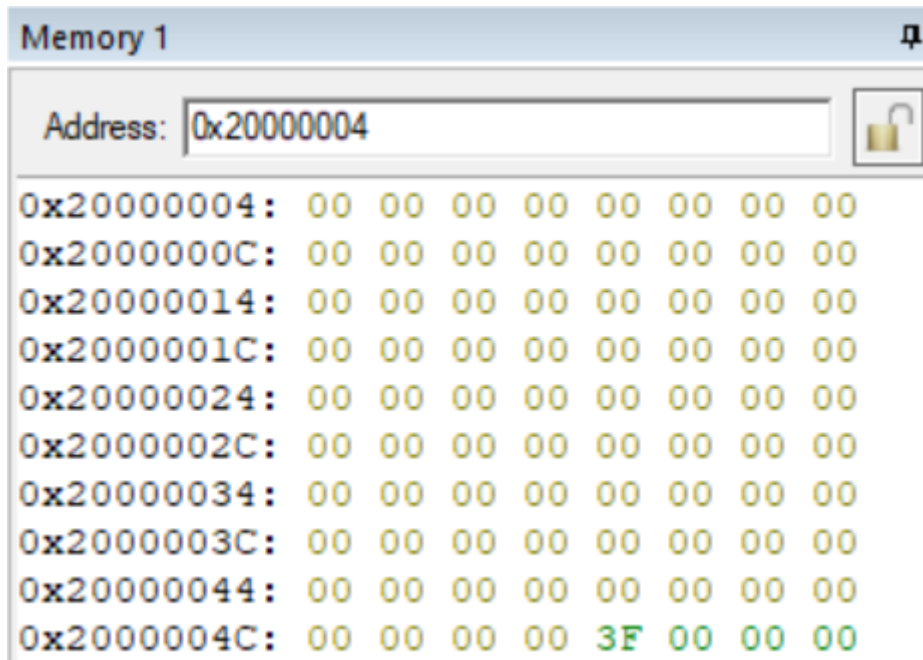 Memory 1
Address: 0x20000004
0x20000004: 00 00 00 00 00 00 00 00
0x2000000C: 00 00 00 00 00 00 00 00
0x20000014: 00 00 00 00 00 00 00 00
0x2000001C: 00 00 00 00 00 00 00 00
0x20000024: 00 00 00 00 00 00 00 00
0x2000002C: 00 00 00 00 00 00 00 00
0x20000034: 00 00 00 00 00 00 00 00
0x2000003C: 00 00 00 00 00 00 00 00
0x20000044: 00 00 00 00 00 00 00 00
0x2000004C: 00 00 00 00 3F 00 00 00